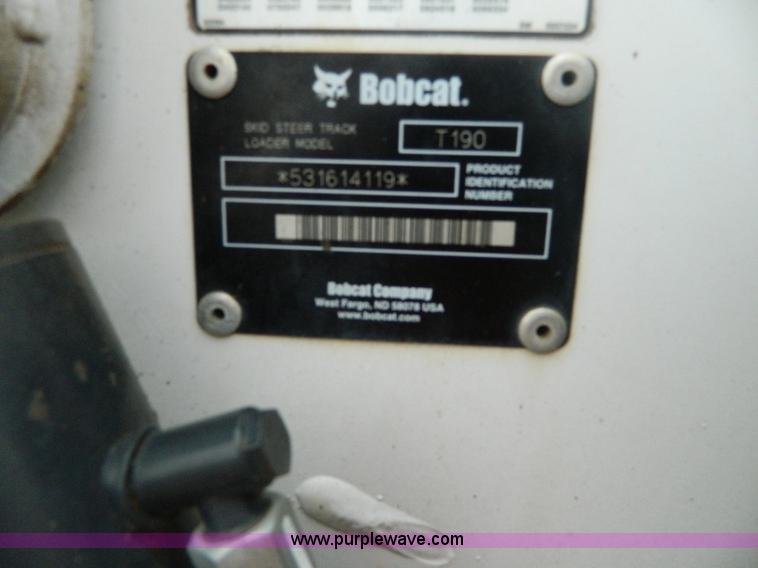 Bobcat.
SKID STEER TRACK
LOADER MODEL
T190
*531614119*
PRODUCT
IDENTIFICATION
NUMBER
Bobcat Company
West Fargo, ND 58078 USA
www.bobcat.com
www.purplewave.com